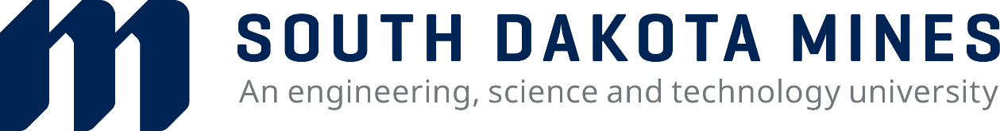 SOUTH DAKOTA MINES
An engineering, science and technology university